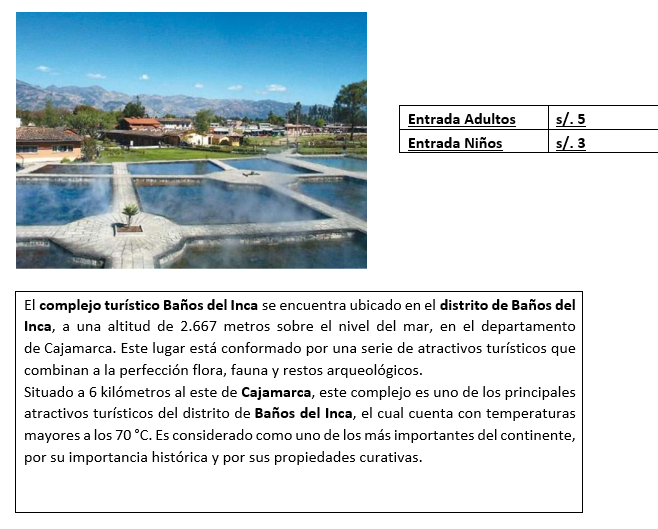 Entrada Adultos s/. 5
Entrada Niños s/. 3
El complejo turístico Baños del Inca se encuentra ubicado en el distrito de Baños del
Inca, a una altitud de 2.667 metros sobre el nivel del mar, en el departamento
de Cajamarca. Este lugar está conformado por una serie de atractivos turísticos que
combinan a la perfección flora, fauna y restos arqueológicos.
Situado a 6 kilómetros al este de Cajamarca, este complejo es uno de los principales
atractivos turísticos del distrito de Baños del Inca, el cual cuenta con temperaturas
mayores a los 70 °C. Es considerado como uno de los más importantes del continente,
por su importancia histórica y por sus propiedades curativas.